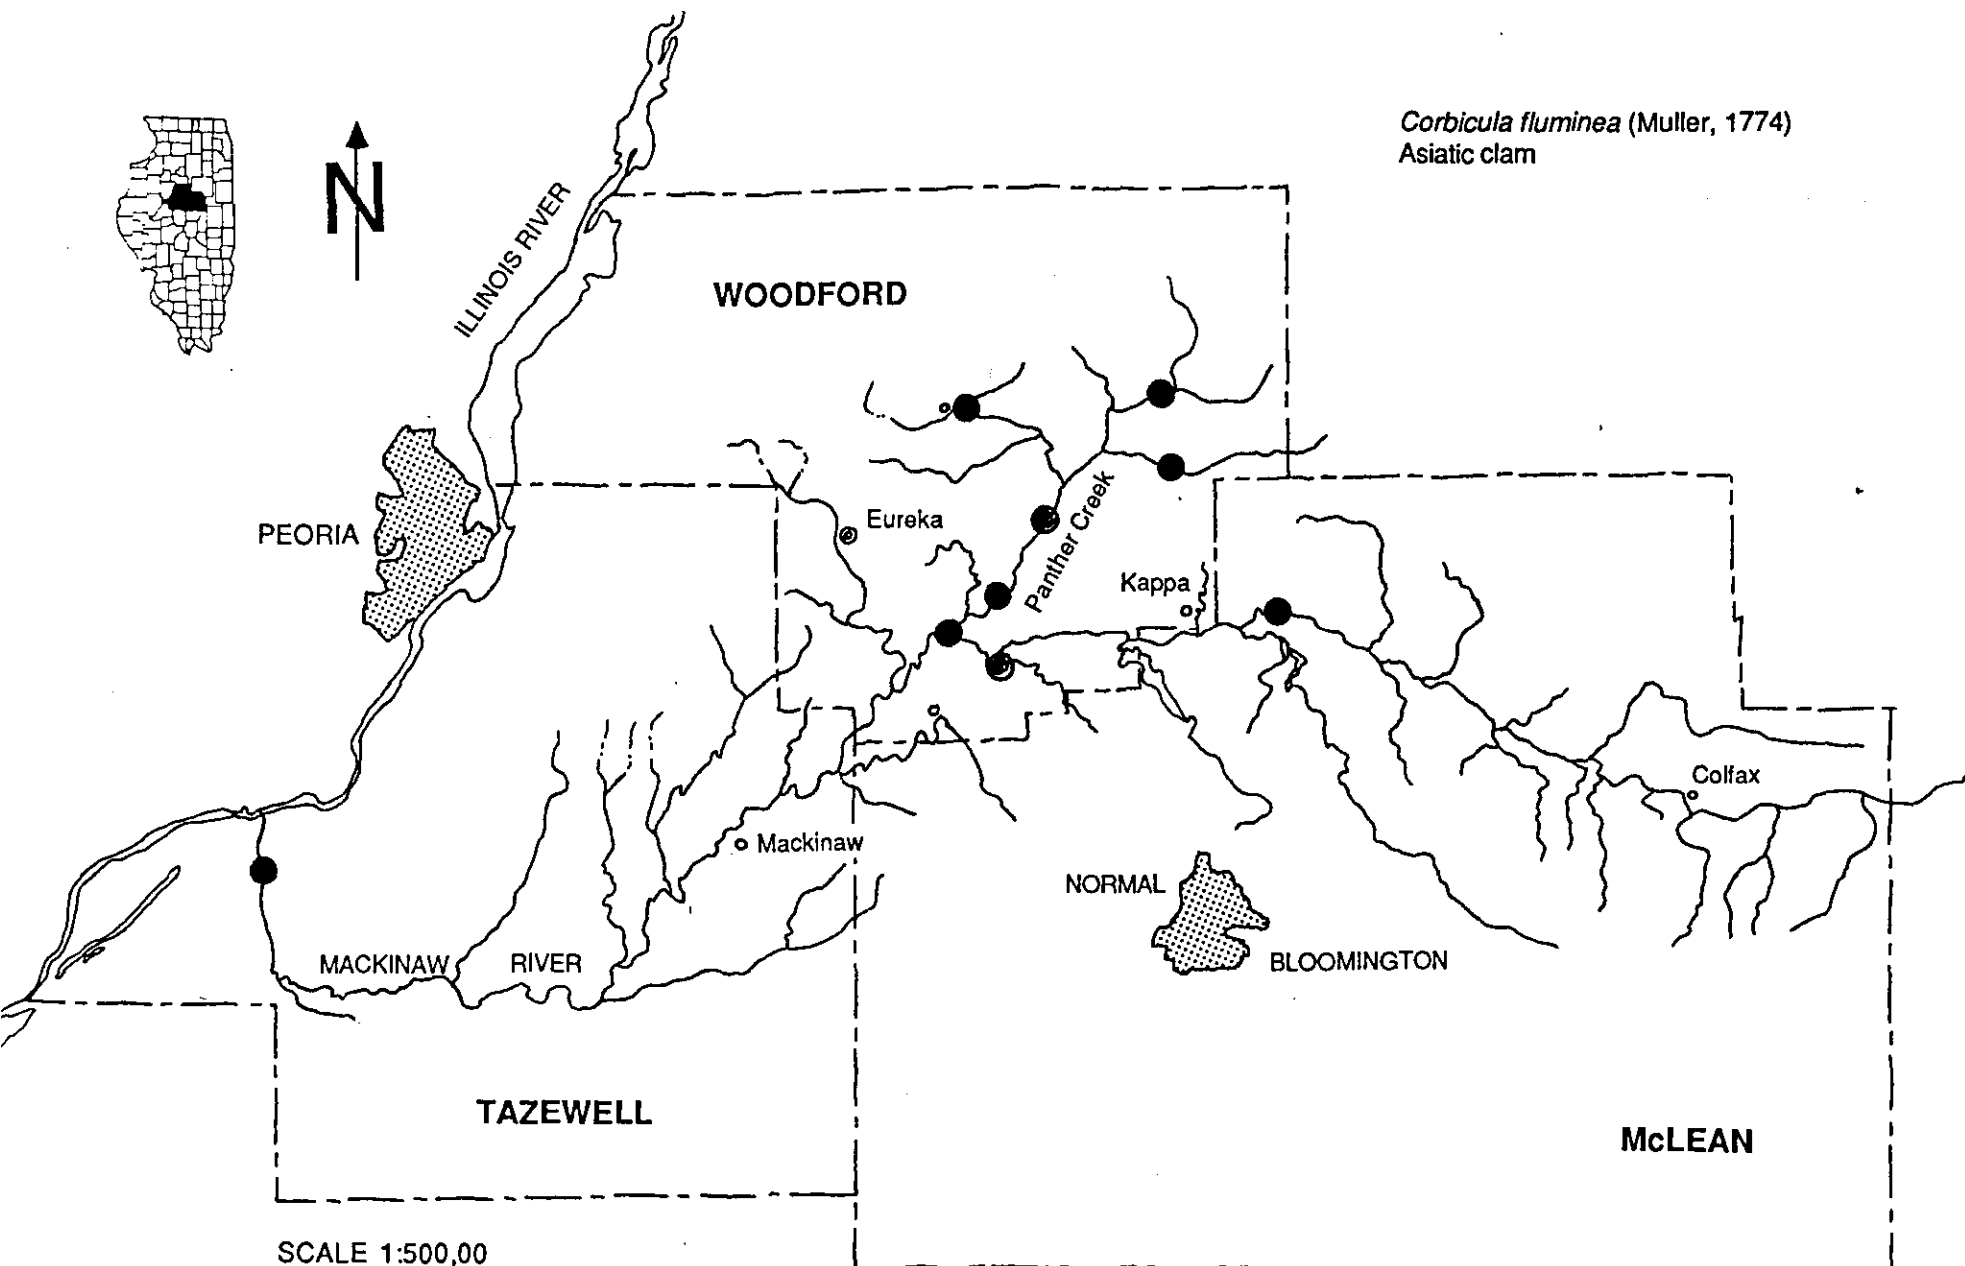 Corbicula fluminea (Muller, 1774)
Asiatic clam
N
ILLINOIS RIVER
WOODFORD
PEORIA
Eureka
Panther Creek
Kappa
Colfax
Mackinaw
NORMAL
MACKINAW RIVER
BLOOMINGTON
TAZEWELL
McLEAN
SCALE 1:500,00